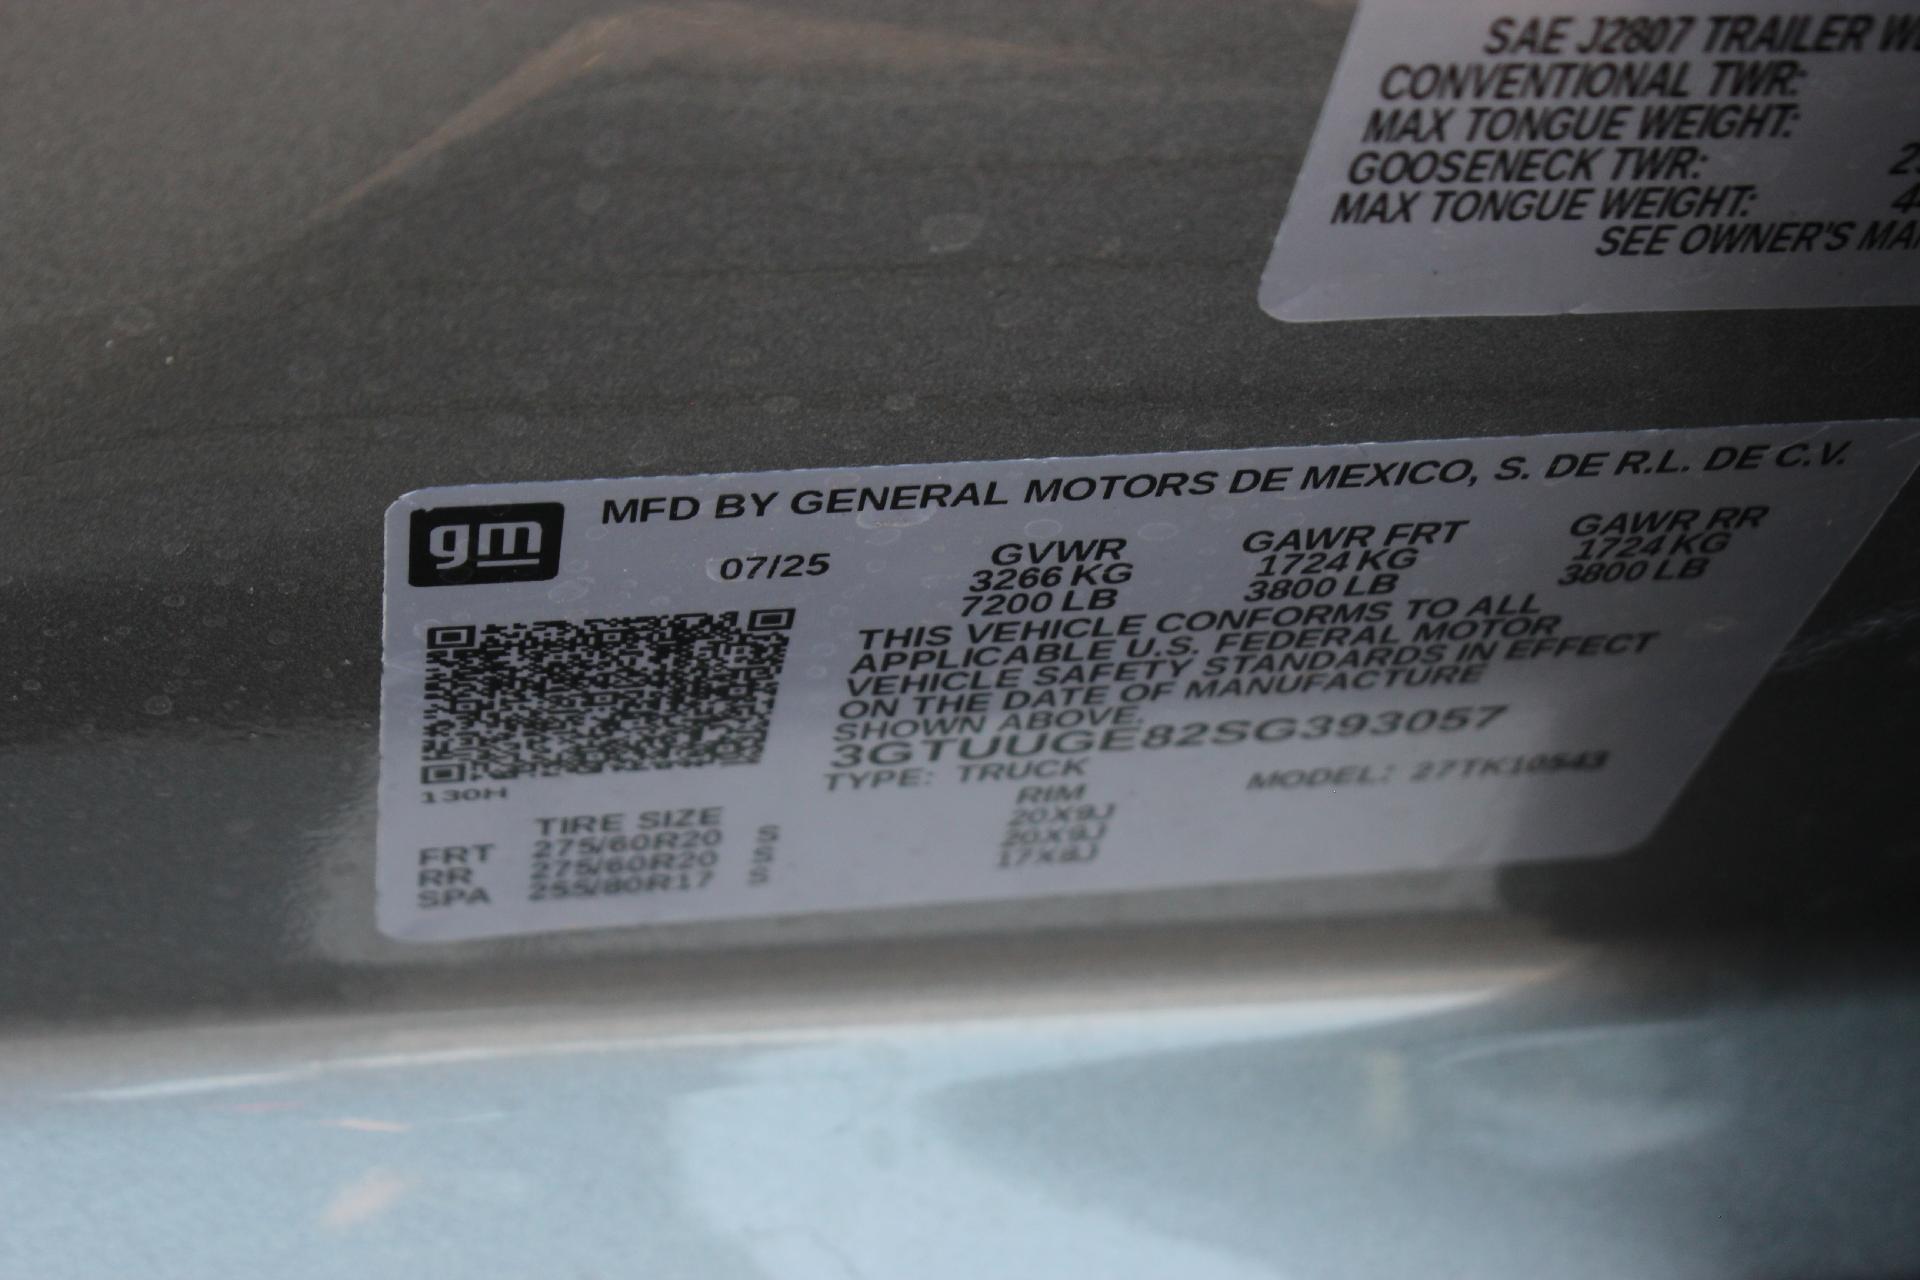 SAE J2807 TRAILER
CONVENTIONAL TWR:
MAX TONGUE WEIGHT:
GOOSENECK TWR:
MAX TONGUE WEIGHT:
SEE OWNER'S
gm
MFD BY GENERAL MOTORS DE MEXICO, S. DE R.L. DE C.V.
07/25 GVWR GAWR FRT GAWR RR
3266 KG 1724 KG 1724 KG
7200 LB 3800 LB 3800 LB
THIS VEHICLE CONFORMS TO ALL
APPLICABLE U.S. FEDERAL MOTOR
VEHICLE SAFETY STANDARDS IN EFFECT
ON THE DATE OF MANUFACTURE
SHOWN ABOVE.
3GTUUGE82SG393057
TYPE: TRUCK MODEL: 27TK10543
130H
TIRE SIZE RIM
FRT 275/60R20 S 20X9J
RR 275/60R20 S 20X9J
SPA 255/80R17 S 17X8J